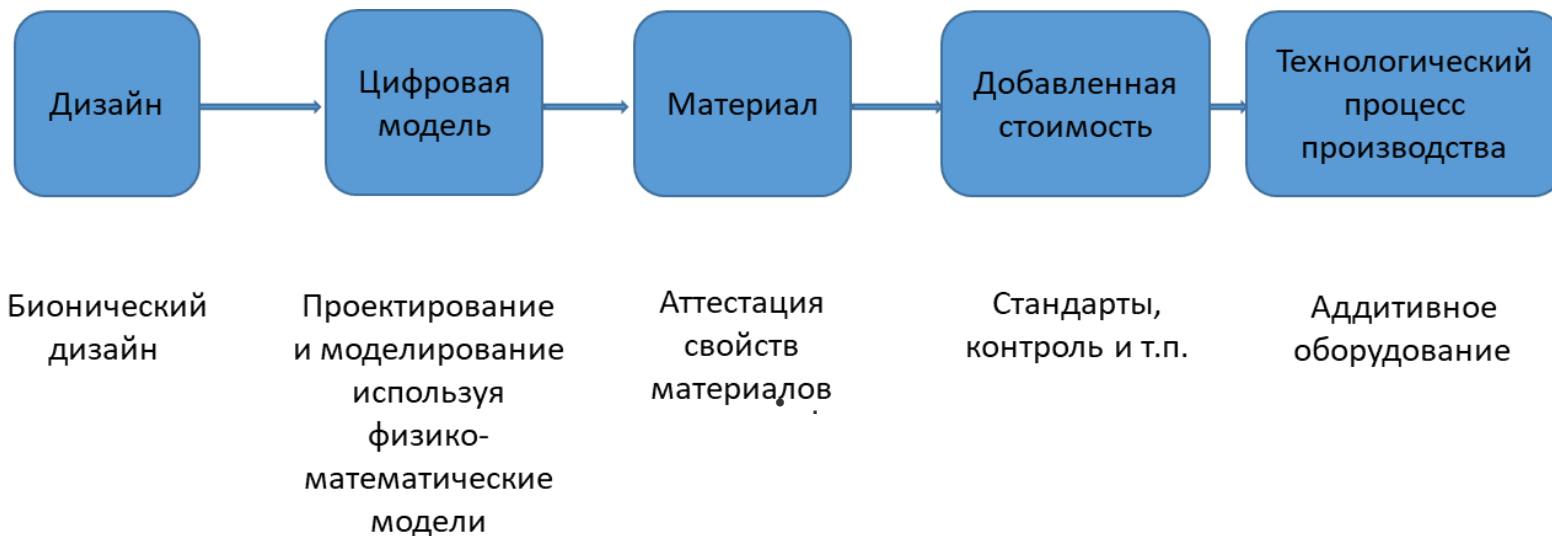 Дизайн
Цифровая
модель
Материал
Добавленная
стоимость
Технологический
процесс
производства
Бионический
дизайн
Проектирование
и моделирование
используя
физико-
математические
модели
Аттестация
свойств
материалов
Стандарты,
контроль и т.п.
Аддитивное
оборудование